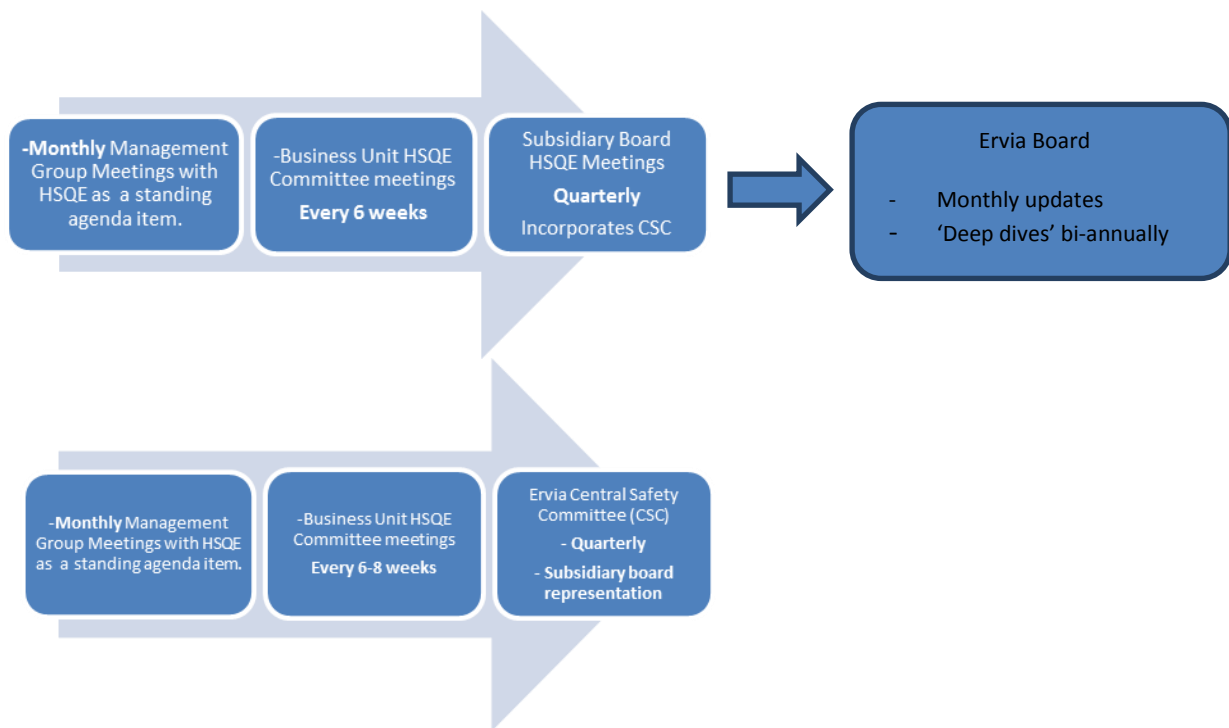 -Monthly Management
Group Meetings with
HSQE as a standing
agenda item.
-Business Unit HSQE
Committee meetings
Every 6 weeks
Subsidiary Board
HSQE Meetings
Quarterly
Incorporates CSC
Ervia Board
- Monthly updates
- ‘Deep dives’ bi-annually
-Monthly Management
Group Meetings with HSQE
as a standing agenda item.
-Business Unit HSQE
Committee meetings
Every 6-8 weeks
Ervia Central Safety
Committee (CSC)
- Quarterly
- Subsidiary board
representation